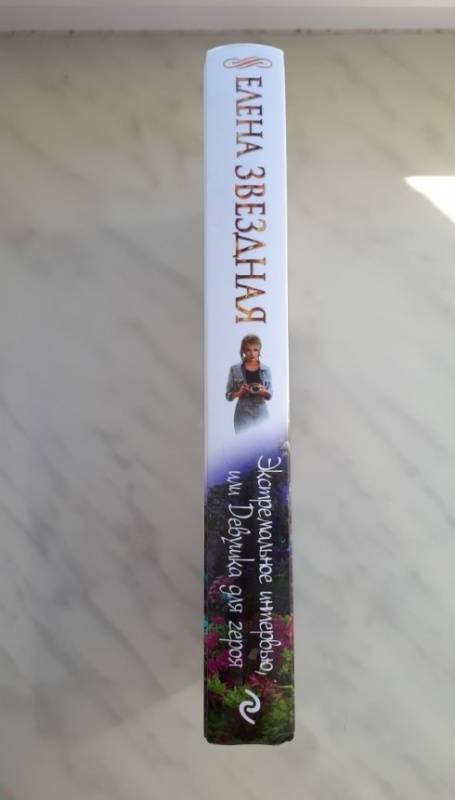 ЕЛЕНА ЗВЕЗДНАЯ
Экстремальное интервью,
или Девушка для героя